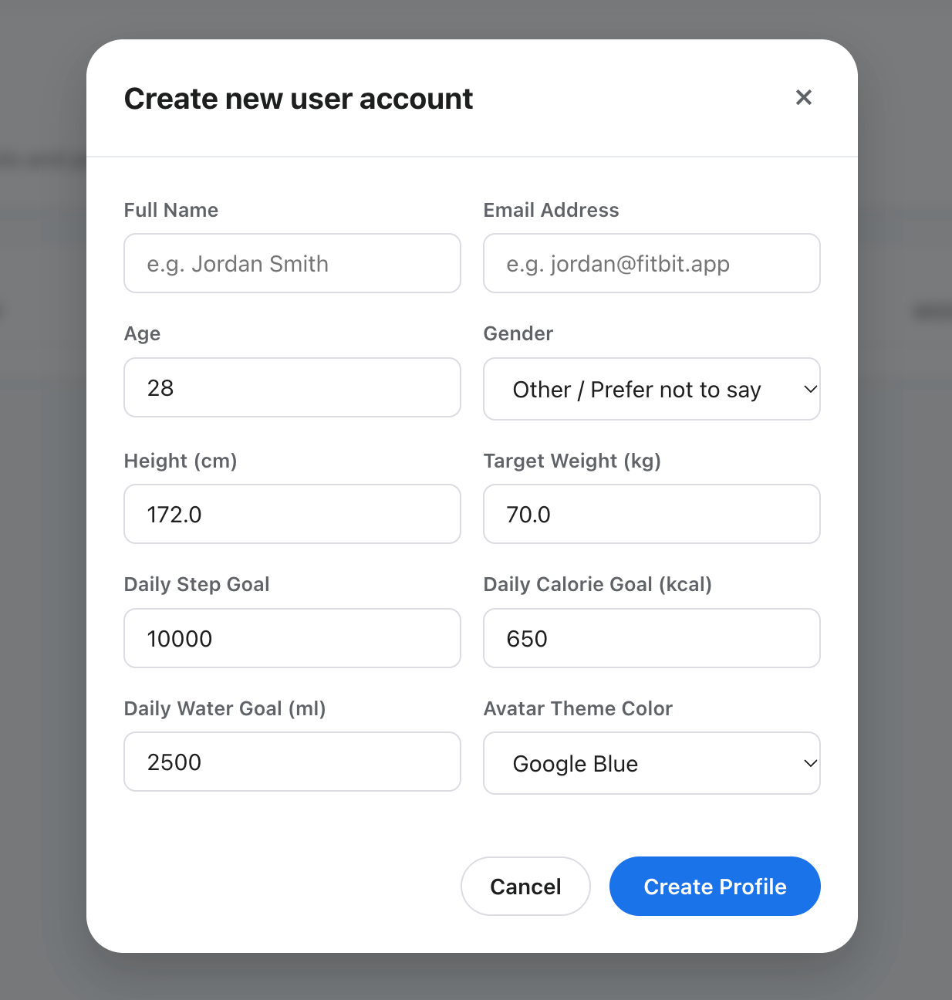 Create new user account
×
Full Name
Email Address
e.g. Jordan Smith
e.g. jordan@fitbit.app
Age
Gender
28
Other / Prefer not to say
Height (cm)
Target Weight (kg)
172.0
70.0
Daily Step Goal
Daily Calorie Goal (kcal)
10000
650
Daily Water Goal (ml)
Avatar Theme Color
2500
Google Blue
Cancel
Create Profile